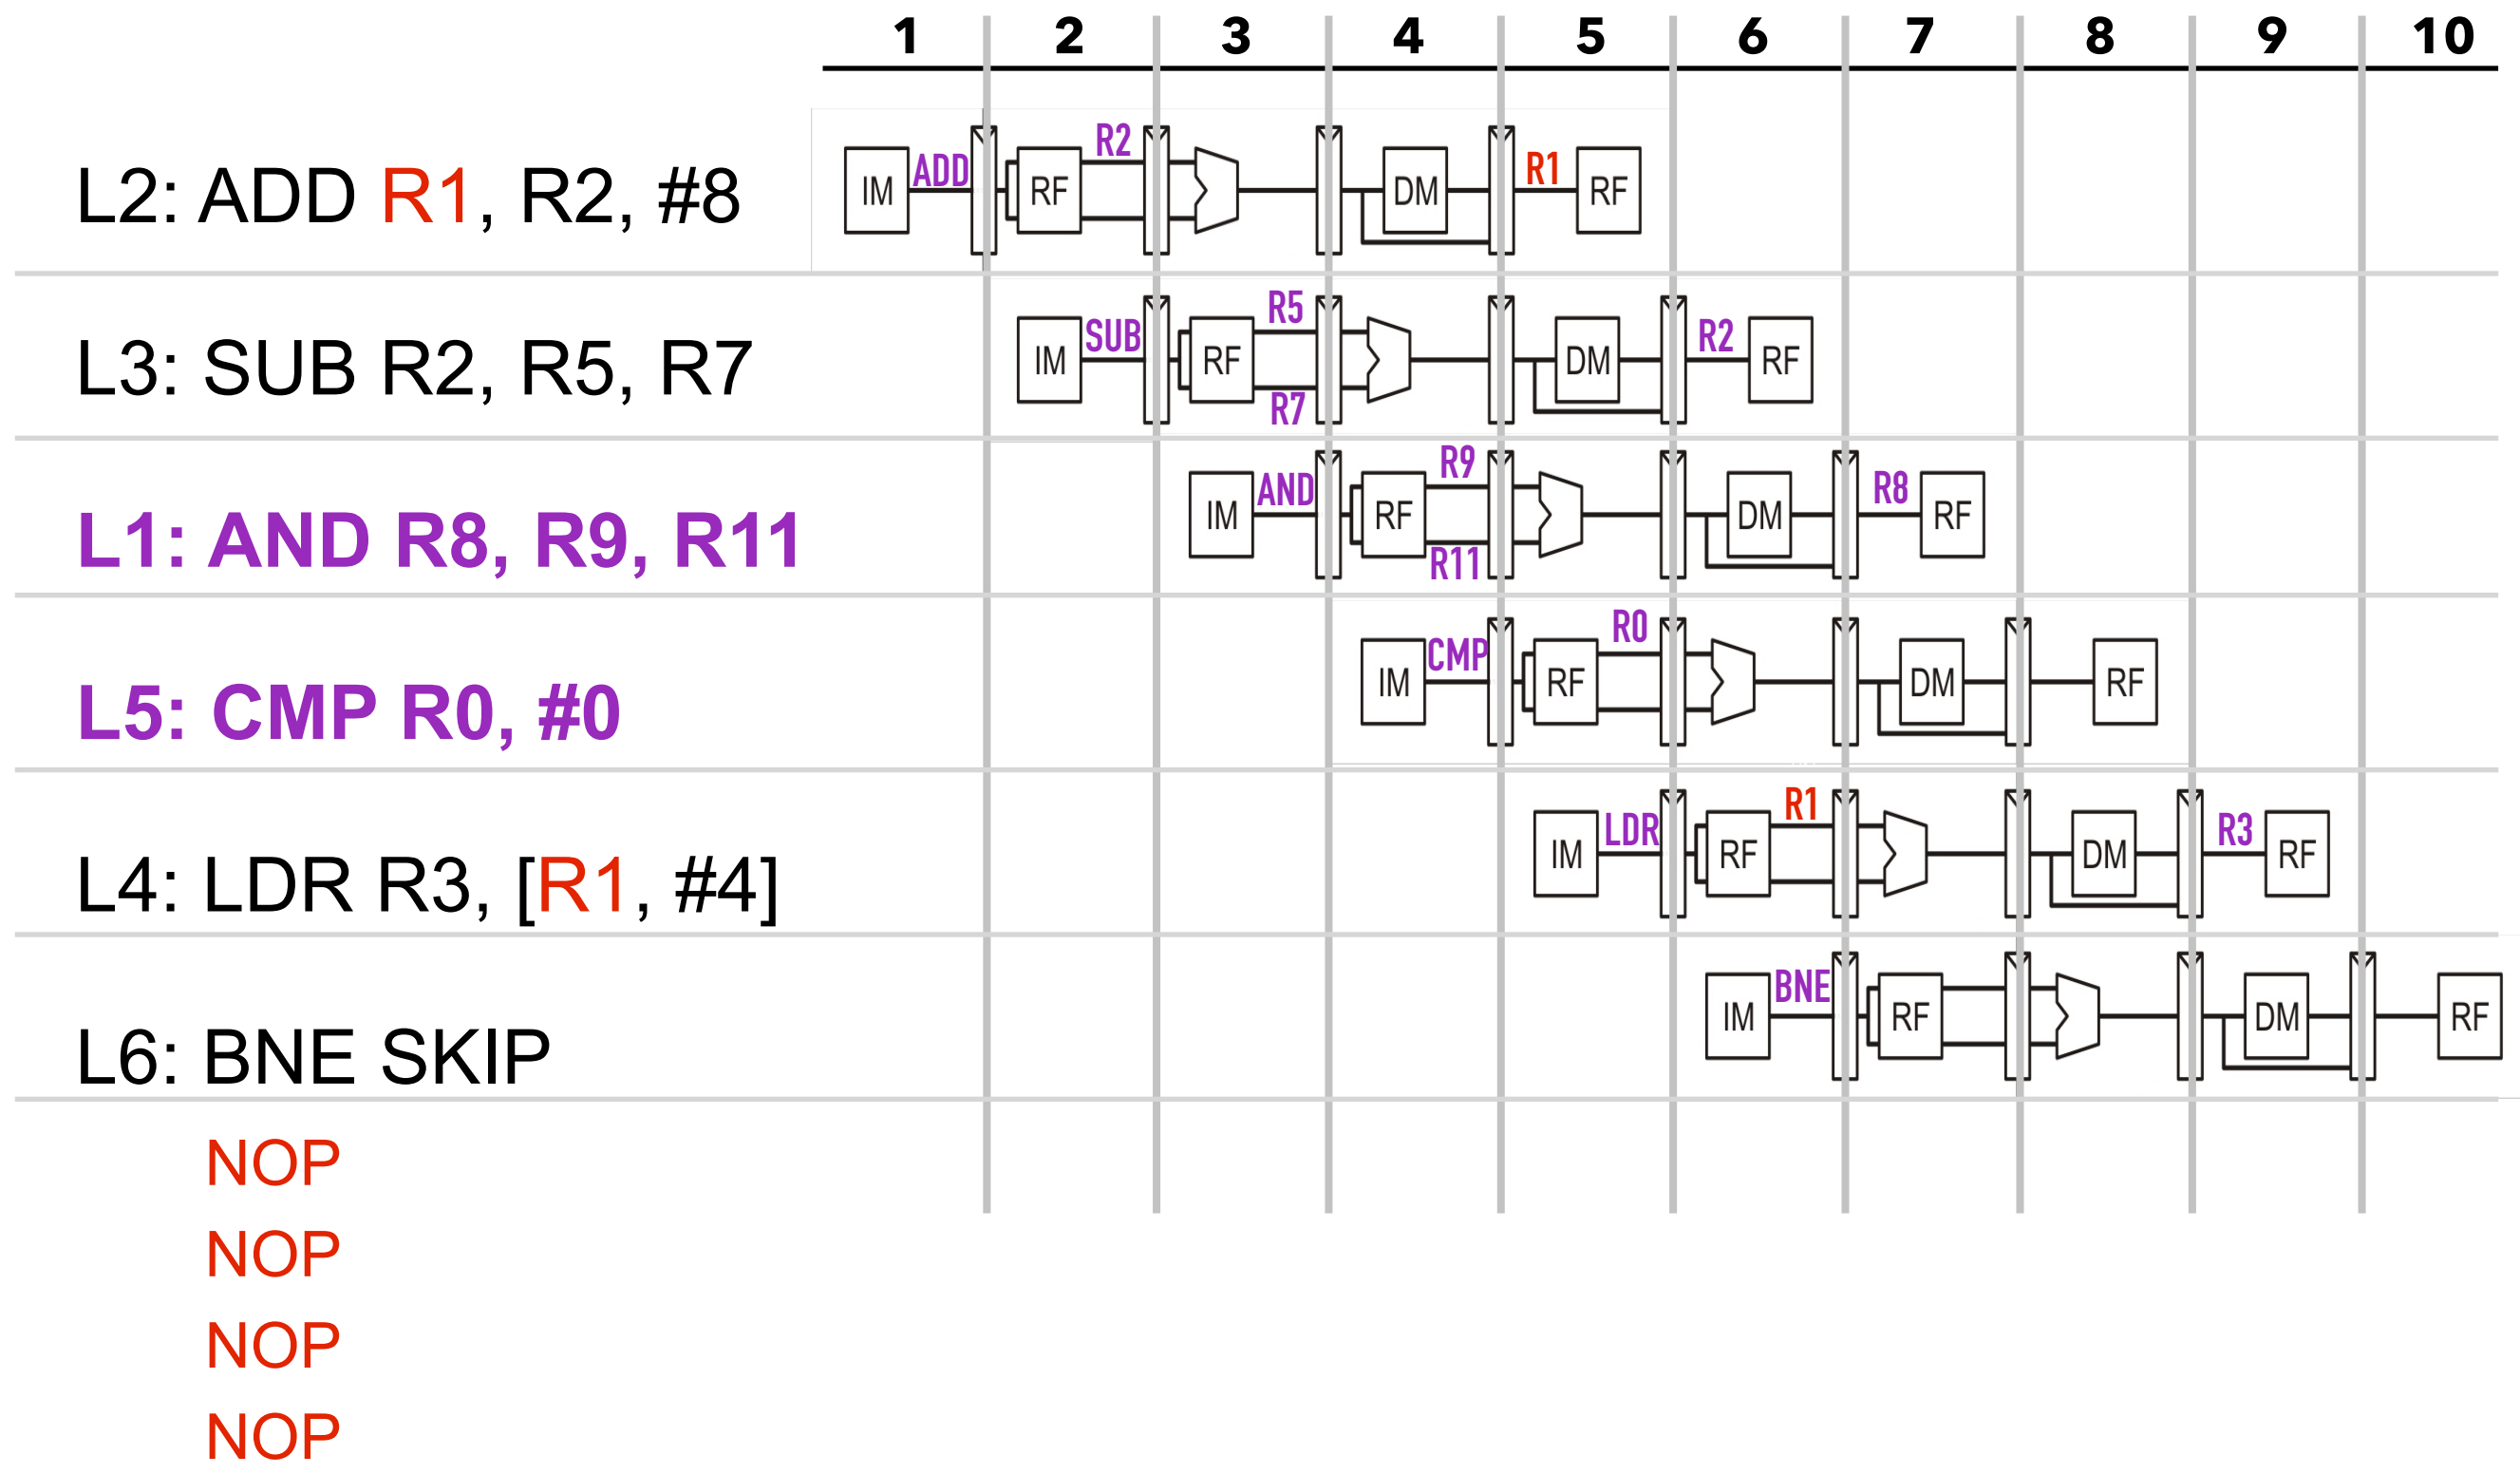 1 2 3 4 5 6 7 8 9 10
L2: ADD R1, R2, #8
IM ADD RF R2 DM R1 RF
L3: SUB R2, R5, R7
IM SUB RF R5 R7 DM R2 RF
L1: AND R8, R9, R11
IM AND RF R9 R11 DM R8 RF
L5: CMP R0, #0
IM CMP RF R0 DM RF
L4: LDR R3, [R1, #4]
IM LDR RF R1 DM R3 RF
L6: BNE SKIP
IM BNE RF DM RF
NOP
NOP
NOP
NOP